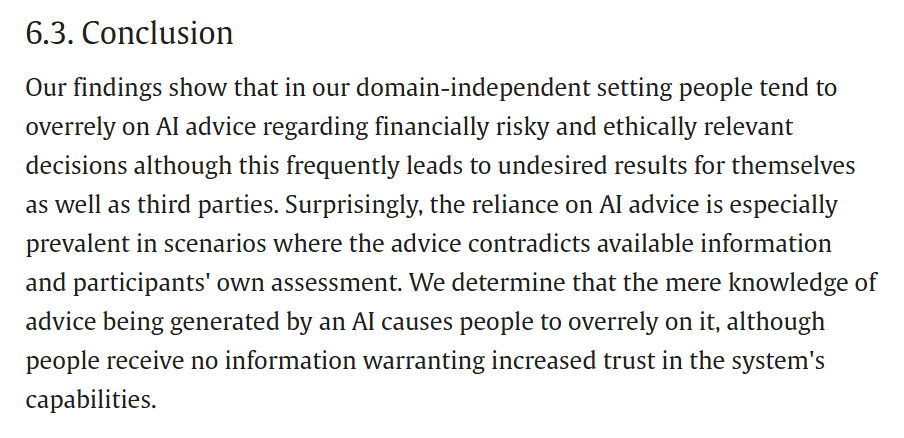 6.3. Conclusion
Our findings show that in our domain-independent setting people tend to
overrely on AI advice regarding financially risky and ethically relevant
decisions although this frequently leads to undesired results for themselves
as well as third parties. Surprisingly, the reliance on AI advice is especially
prevalent in scenarios where the advice contradicts available information
and participants' own assessment. We determine that the mere knowledge of
advice being generated by an AI causes people to overrely on it, although
people receive no information warranting increased trust in the system's
capabilities.